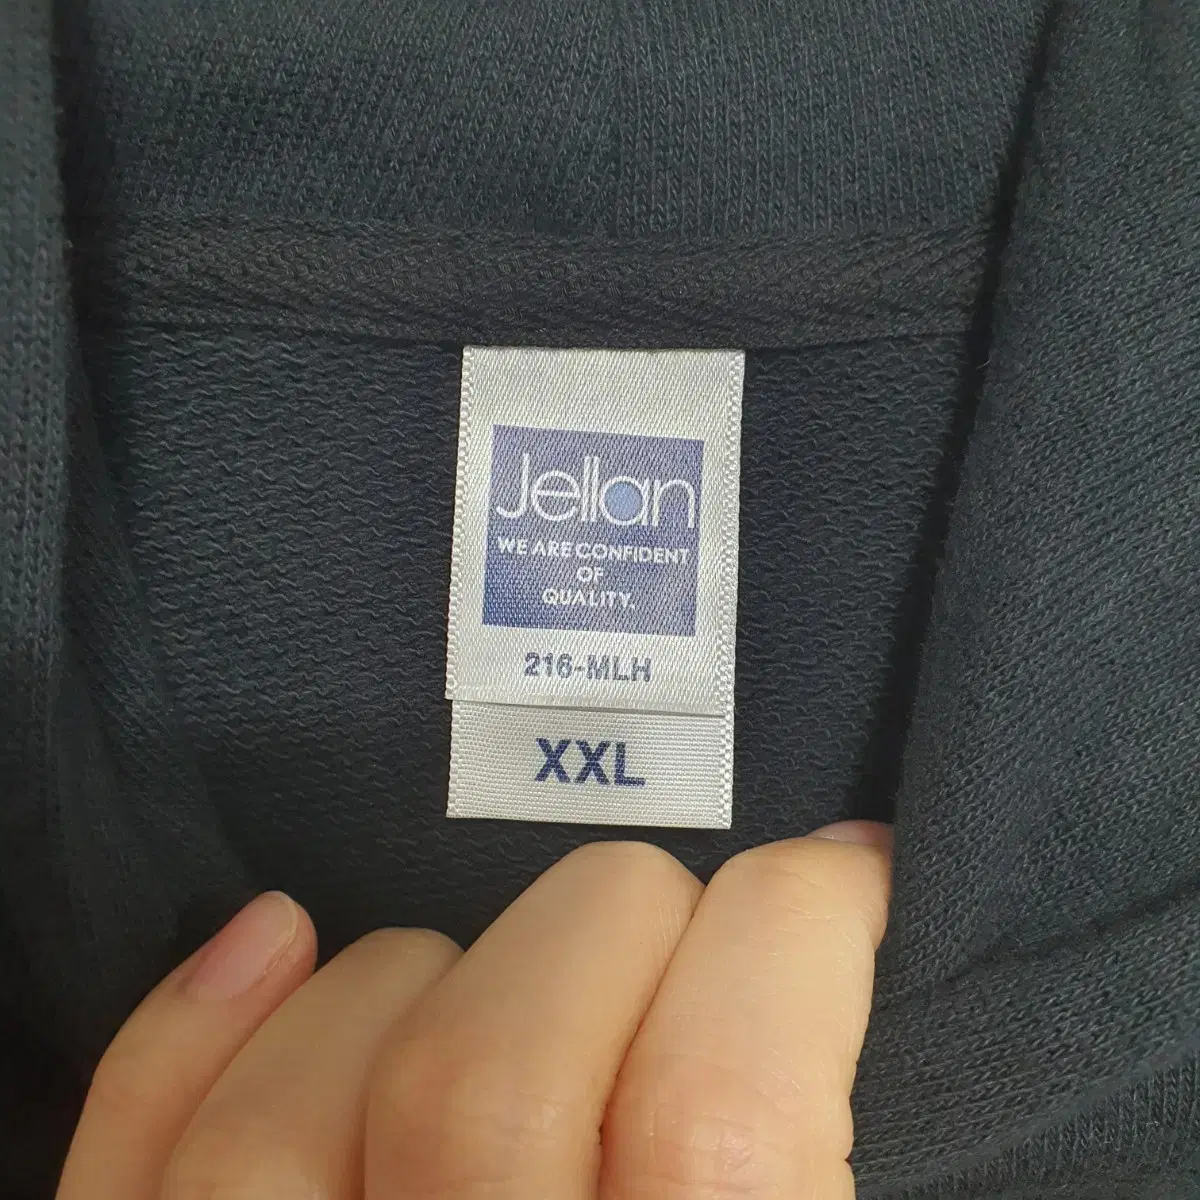 Jellan
WE ARE CONFIDENT
OF
QUALITY.
216-MLH
XXL